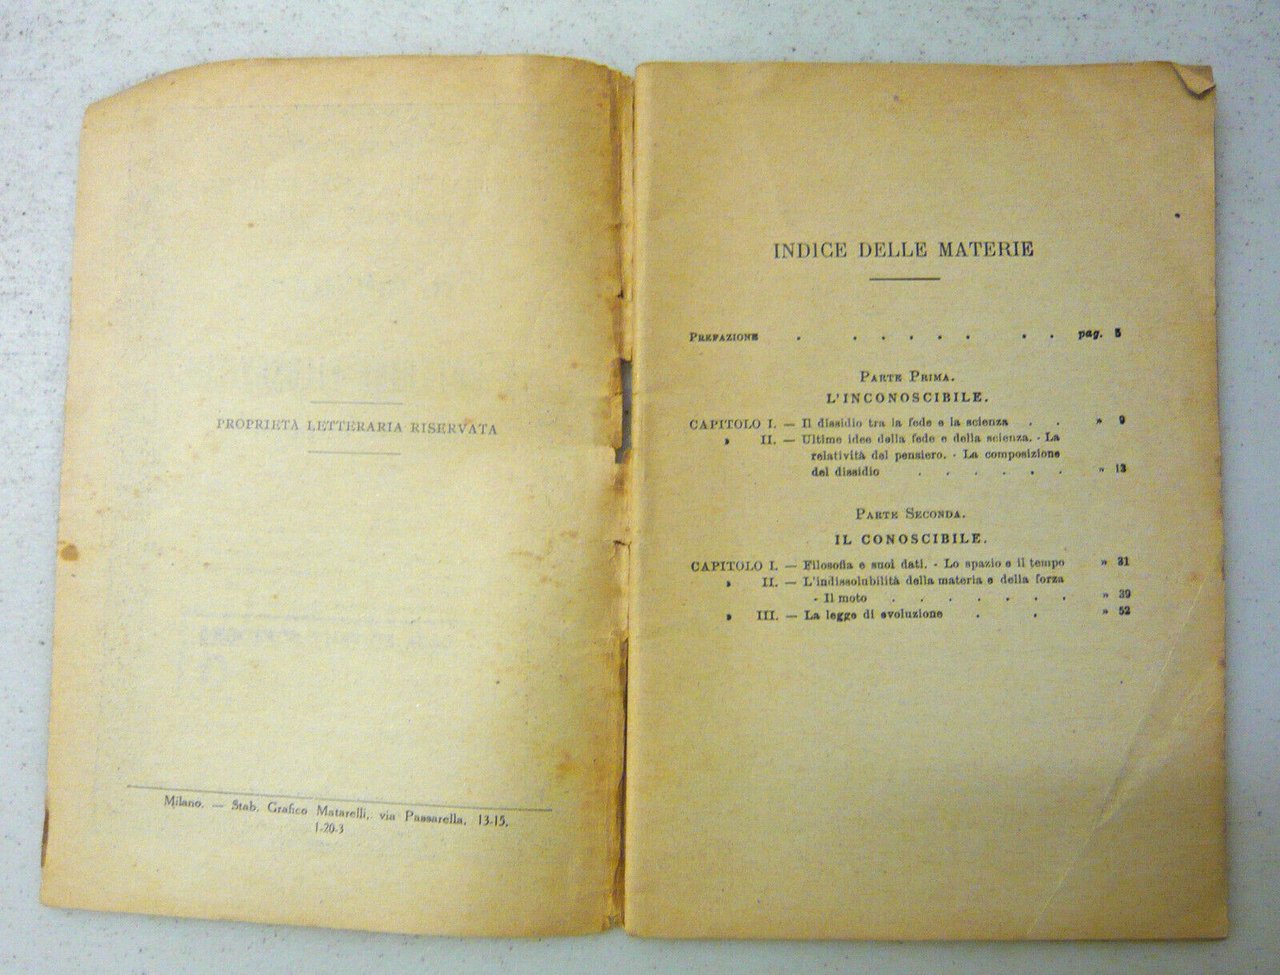 PROPRIETÀ LETTERARIA RISERVATA
Milano. — Stab. Grafico Matarelli, via Passarella, 13-15.
1-20-3
INDICE DELLE MATERIE
PREFAZIONE . . . . . . . . pag. 5
PARTE PRIMA.
L'INCONOSCIBILE.
CAPITOLO I. — Il dissidio tra la fede e la scienza . . » 9
» II. — Ultime idee della fede e della scienza. - La
relatività del pensiero. - La composizione
del dissidio . . . . . . » 13
PARTE SECONDA.
IL CONOSCIBILE.
CAPITOLO I. — Filosofia e suoi dati. - Lo spazio e il tempo » 31
» II. — L'indissolubilità della materia e della forza
- Il moto . . . . . . . » 39
» III. — La legge di evoluzione . . » 52